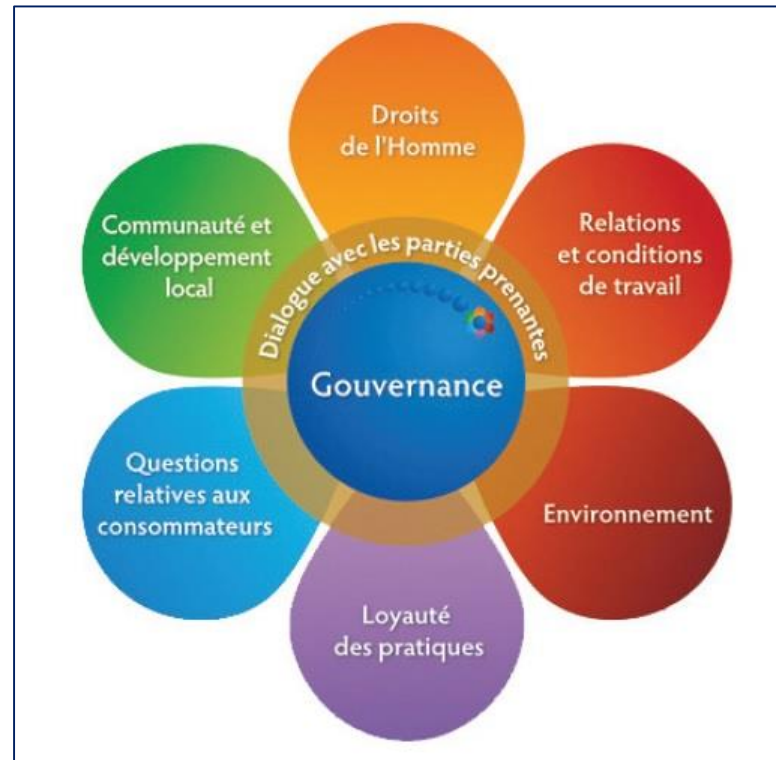 Droits
de l'Homme
Relations
et conditions
de travail
Environnement
Loyauté
des pratiques
Questions
relatives aux
consommateurs
Communauté et
développement
local
Dialogue avec les parties prenantes
Gouvernance